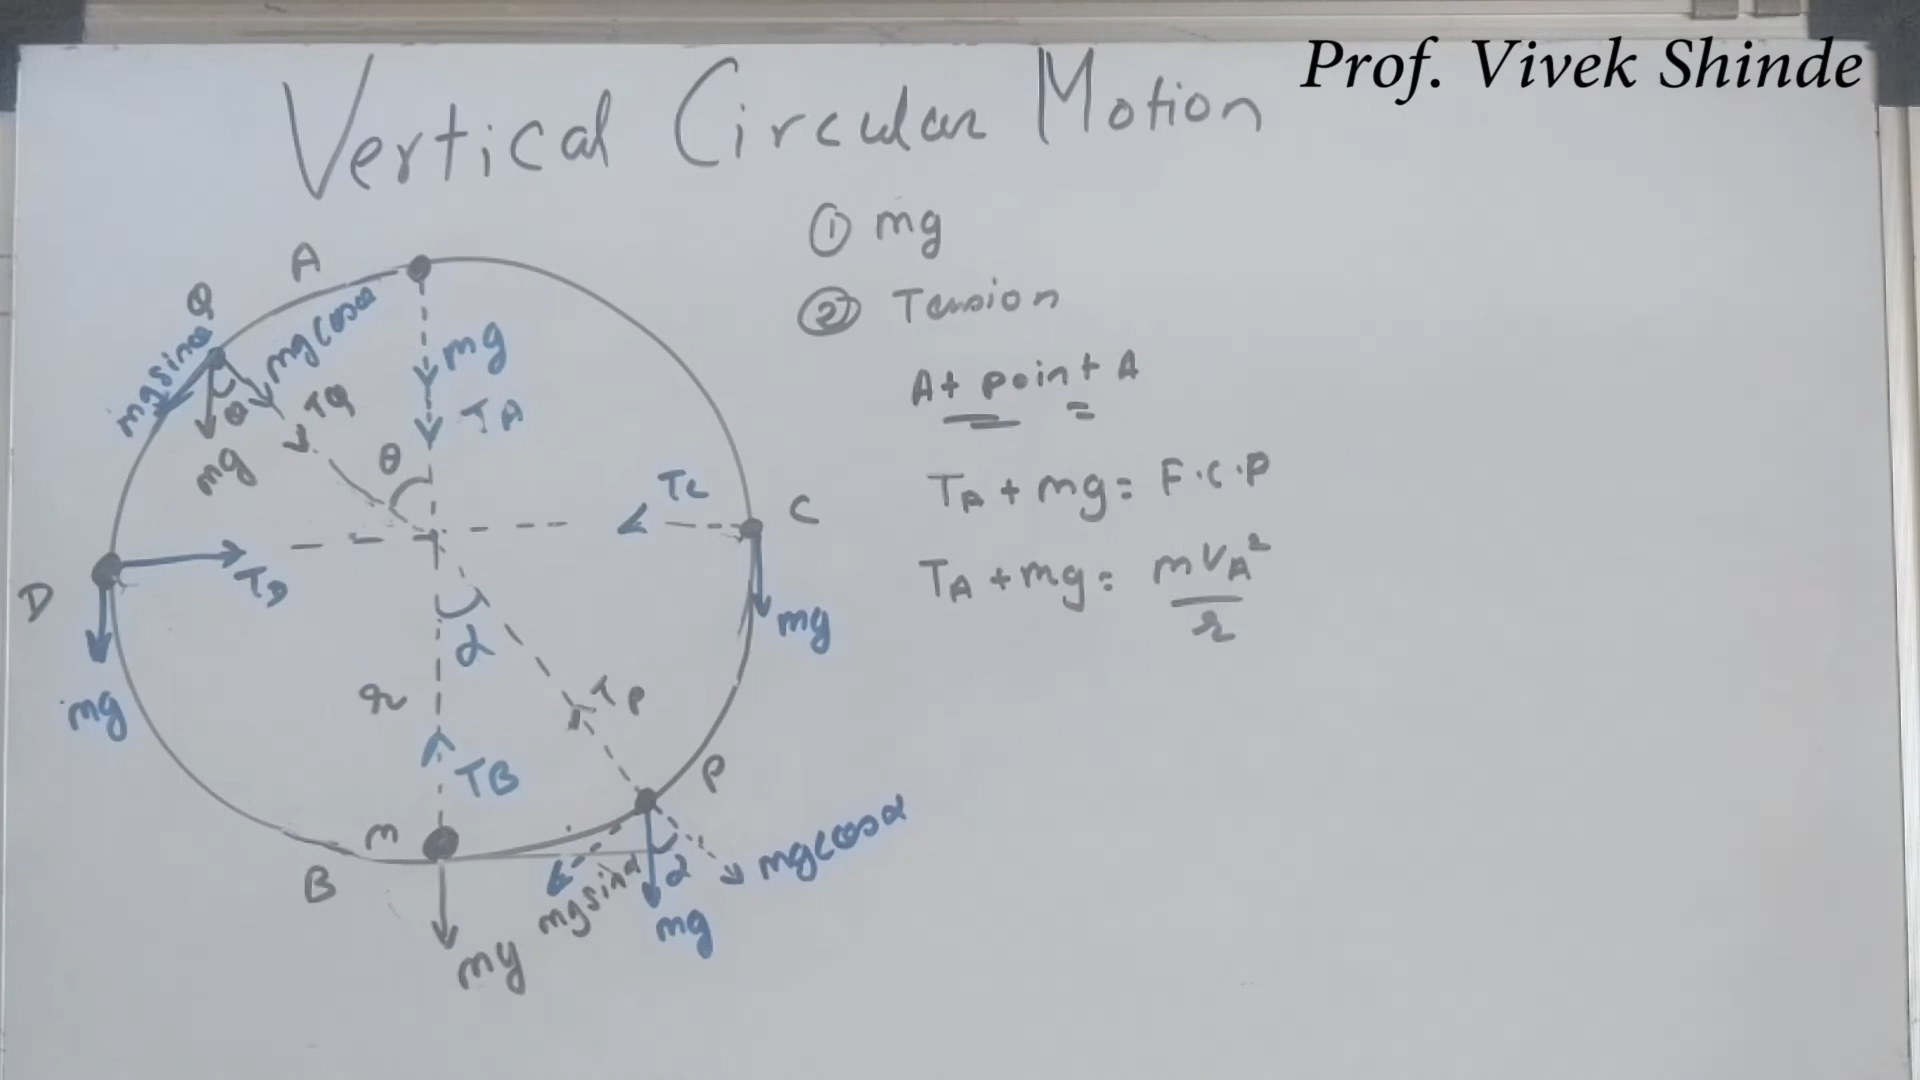 Prof. Vivek Shinde
Vertical Circular Motion
① mg
② Tension
At point A
TA + mg = F.C.P
TA + mg = mVA²
r
A
Q
mg sinθ
mg cosθ
θ
TQ
mg
mg
TA
θ
TC
C
mg
D
TD
mg
α
r
TP
TB
P
m
B
mg
mg sinα
α
mg
mg cosα